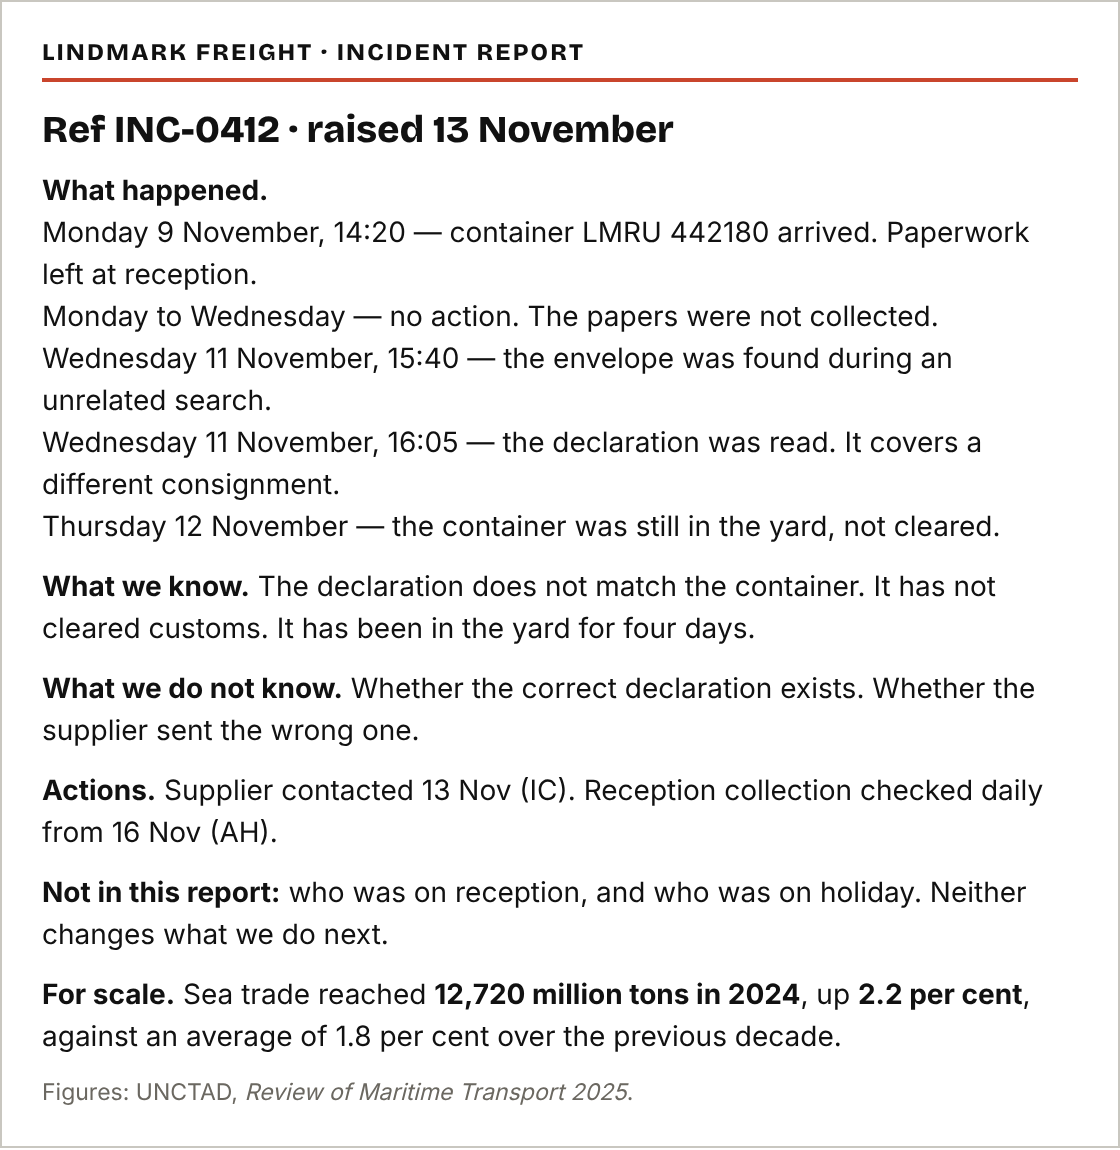 LINDMARK FREIGHT · INCIDENT REPORT
Ref INC-0412 · raised 13 November
What happened.
Monday 9 November, 14:20 — container LMRU 442180 arrived. Paperwork
left at reception.
Monday to Wednesday — no action. The papers were not collected.
Wednesday 11 November, 15:40 — the envelope was found during an
unrelated search.
Wednesday 11 November, 16:05 — the declaration was read. It covers a
different consignment.
Thursday 12 November — the container was still in the yard, not cleared.
What we know. The declaration does not match the container. It has not
cleared customs. It has been in the yard for four days.
What we do not know. Whether the correct declaration exists. Whether the
supplier sent the wrong one.
Actions. Supplier contacted 13 Nov (IC). Reception collection checked daily
from 16 Nov (AH).
Not in this report: who was on reception, and who was on holiday. Neither
changes what we do next.
For scale. Sea trade reached 12,720 million tons in 2024, up 2.2 per cent,
against an average of 1.8 per cent over the previous decade.
Figures: UNCTAD, Review of Maritime Transport 2025.